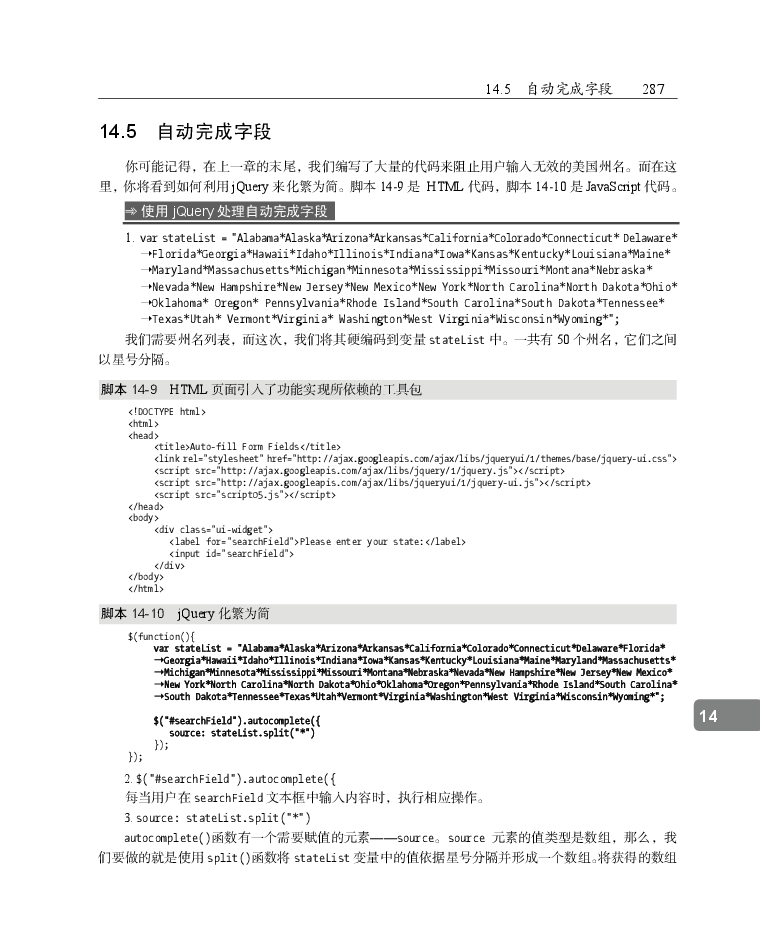 14.5 自动完成字段 287
14.5 自动完成字段
你可能记得，在上一章的末尾，我们编写了大量的代码来阻止用户输入无效的美国州名。而在这
里，你将看到如何利用jQuery 来化繁为简。脚本 14-9 是 HTML 代码，脚本 14-10 是 JavaScript 代码。
➾ 使用 jQuery 处理自动完成字段
1. var stateList = "Alabama*Alaska*Arizona*Arkansas*California*Colorado*Connecticut* Delaware*
→Florida*Georgia*Hawaii*Idaho*Illinois*Indiana*Iowa*Kansas*Kentucky*Louisiana*Maine*
→Maryland*Massachusetts*Michigan*Minnesota*Mississippi*Missouri*Montana*Nebraska*
→Nevada*New Hampshire*New Jersey*New Mexico*New York*North Carolina*North Dakota*Ohio*
→Oklahoma* Oregon* Pennsylvania*Rhode Island*South Carolina*South Dakota*Tennessee*
→Texas*Utah* Vermont*Virginia* Washington*West Virginia*Wisconsin*Wyoming*";
我们需要州名列表，而这次，我们将其硬编码到变量 stateList 中。一共有 50 个州名，它们之间
以星号分隔。
脚本 14-9 HTML 页面引入了功能实现所依赖的工具包
<!DOCTYPE html>
<html>
<head>
<title>Auto-fill Form Fields</title>
<link rel="stylesheet" href="http://ajax.googleapis.com/ajax/libs/jqueryui/1/themes/base/jquery-ui.css">
<script src="http://ajax.googleapis.com/ajax/libs/jquery/1/jquery.js"></script>
<script src="http://ajax.googleapis.com/ajax/libs/jqueryui/1/jquery-ui.js"></script>
<script src="script05.js"></script>
</head>
<body>
<div class="ui-widget">
<label for="searchField">Please enter your state:</label>
<input id="searchField">
</div>
</body>
</html>
脚本 14-10 jQuery 化繁为简
$(function(){
var stateList = "Alabama*Alaska*Arizona*Arkansas*California*Colorado*Connecticut*Delaware*Florida*
→Georgia*Hawaii*Idaho*Illinois*Indiana*Iowa*Kansas*Kentucky*Louisiana*Maine*Maryland*Massachusetts*
→Michigan*Minnesota*Mississippi*Missouri*Montana*Nebraska*Nevada*New Hampshire*New Jersey*New Mexico*
→New York*North Carolina*North Dakota*Ohio*Oklahoma*Oregon*Pennsylvania*Rhode Island*South Carolina*
→South Dakota*Tennessee*Texas*Utah*Vermont*Virginia*Washington*West Virginia*Wisconsin*Wyoming*";
$("#searchField").autocomplete({
source: stateList.split("*")
});
});
14
2. $("#searchField").autocomplete({
每当用户在 searchField 文本框中输入内容时，执行相应操作。
3. source: stateList.split("*")
autocomplete()函数有一个需要赋值的元素——source。source 元素的值类型是数组，那么，我
们要做的就是使用 split()函数将 stateList 变量中的值依据星号分隔并形成一个数组。将获得的数组